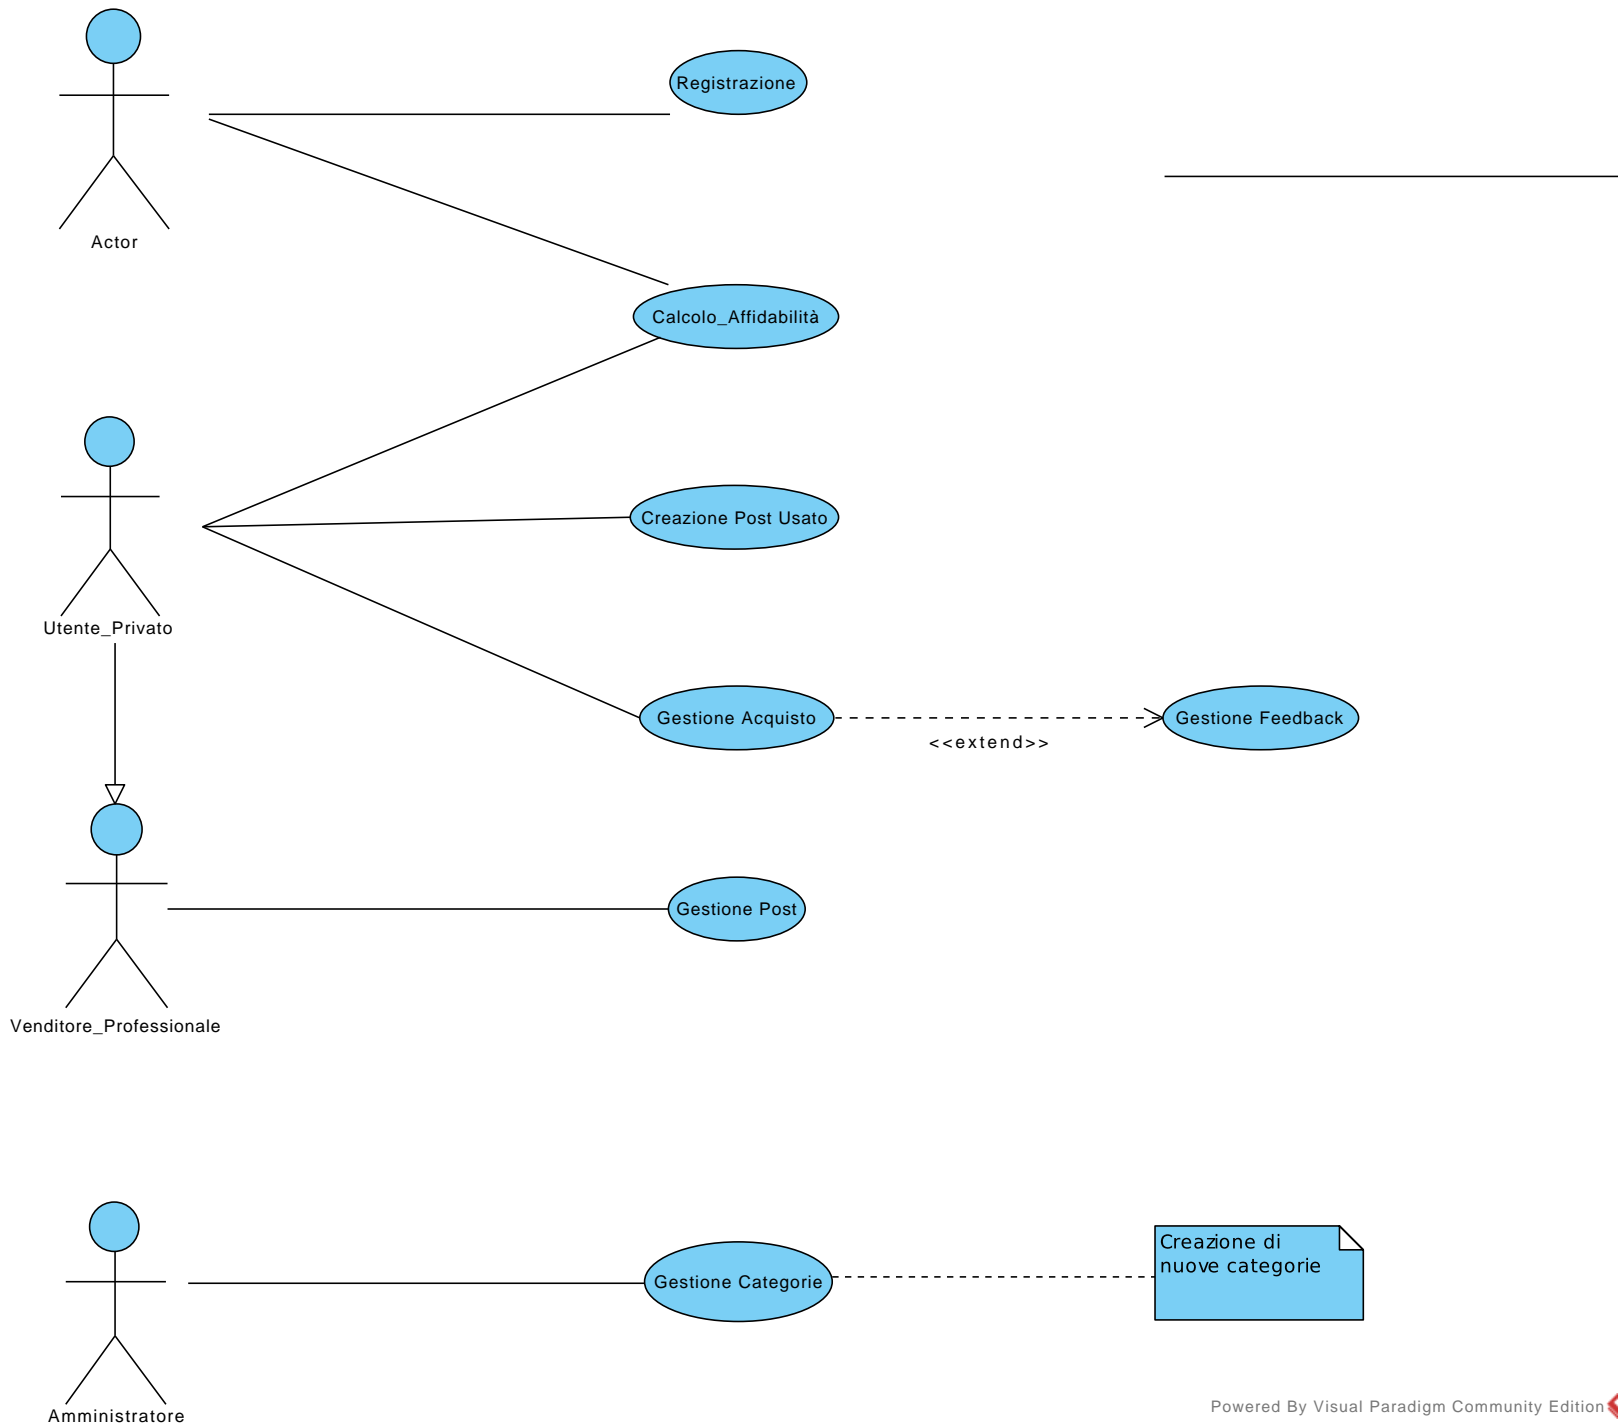 Registrazione
Actor
Calcolo_Affidabilità
Creazione Post Usato
Utente_Privato
Gestione Acquisto
Gestione Feedback
<<extend>>
Gestione Post
Venditore_Professionale
Creazione di
nuove categorie
Gestione Categorie
Amministratore
Powered By Visual Paradigm Community Edition